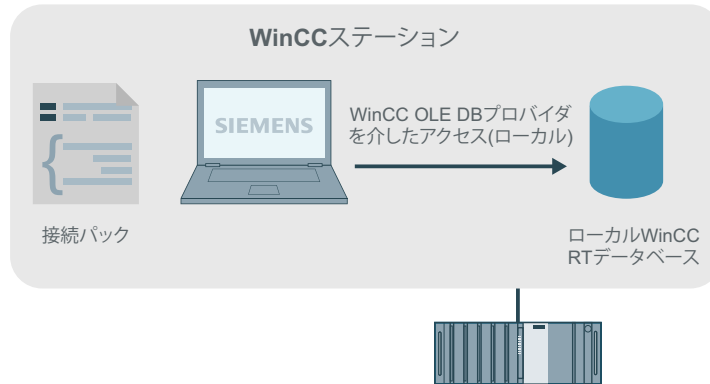 WinCCステーション
SIEMENS
WinCC OLE DBプロバイダ
を介したアクセス(ローカル)
接続パック
ローカルWinCC
RTデータベース